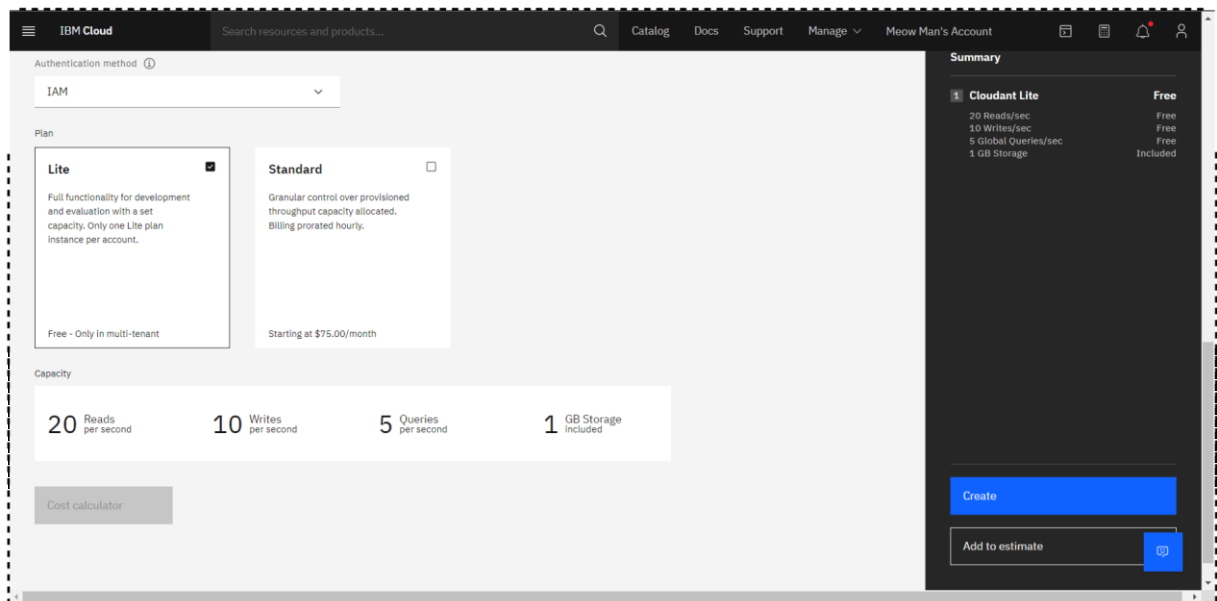 IBM Cloud
Search resources and products...
Catalog
Docs
Support
Manage
Meow Man's Account
Authentication method
IAM
Plan
Lite
Full functionality for development
and evaluation with a set
capacity. Only one Lite plan
instance per account.
Free - Only in multi-tenant
Standard
Granular control over provisioned
throughput capacity allocated.
Billing prorated hourly.
Starting at $75.00/month
Capacity
20 Reads
per second
10 Writes
per second
5 Queries
per second
1 GB Storage
included
Cost calculator
Summary
1 Cloudant Lite Free
20 Reads/sec Free
10 Writes/sec Free
5 Global Queries/sec Free
1 GB Storage Included
Create
Add to estimate